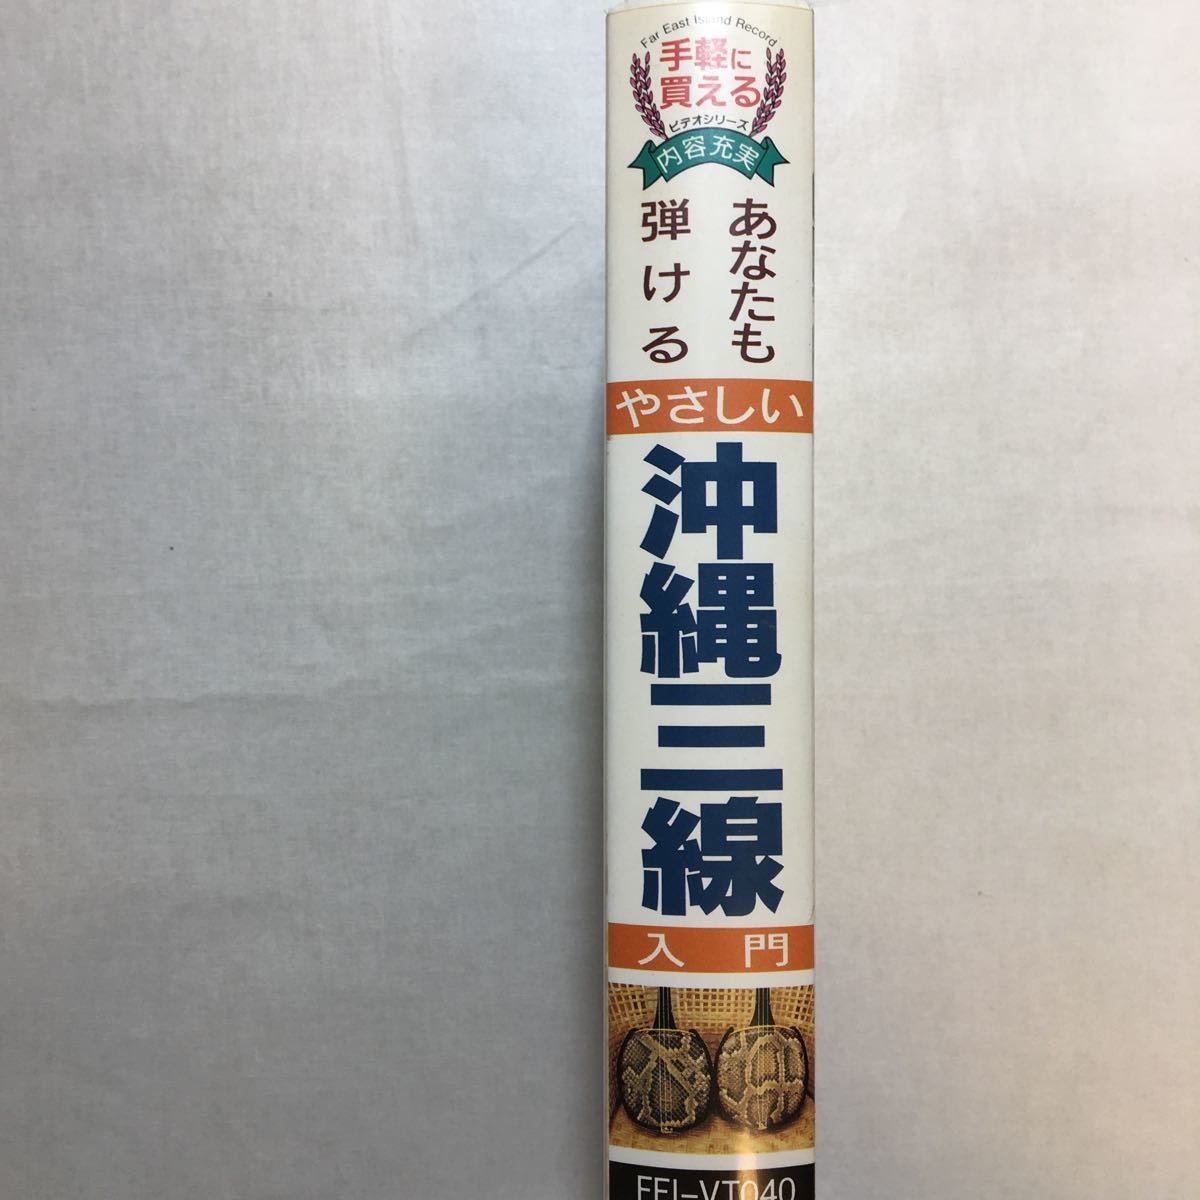 Far East Island Record
手軽に
買える
ビデオシリーズ
内容充実
あなたも
弾ける
やさしい
沖縄三線
入門
FEI-VT040